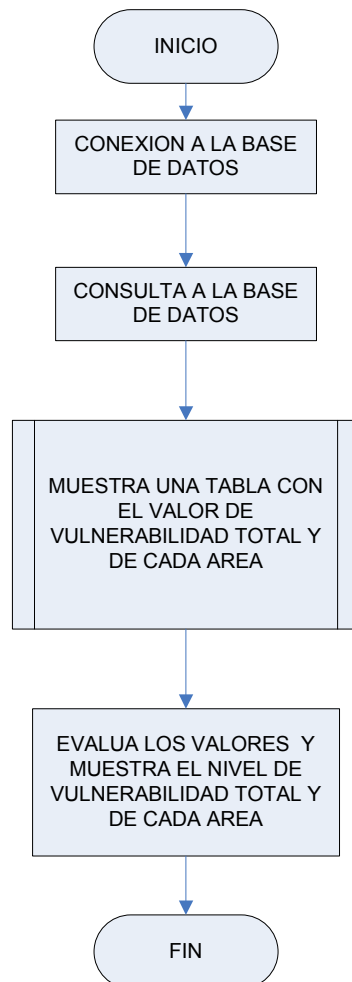 INICIO
CONEXION A LA BASE
DE DATOS
CONSULTA A LA BASE
DE DATOS
MUESTRA UNA TABLA CON
EL VALOR DE
VULNERABILIDAD TOTAL Y
DE CADA AREA
EVALUA LOS VALORES Y
MUESTRA EL NIVEL DE
VULNERABILIDAD TOTAL Y
DE CADA AREA
FIN